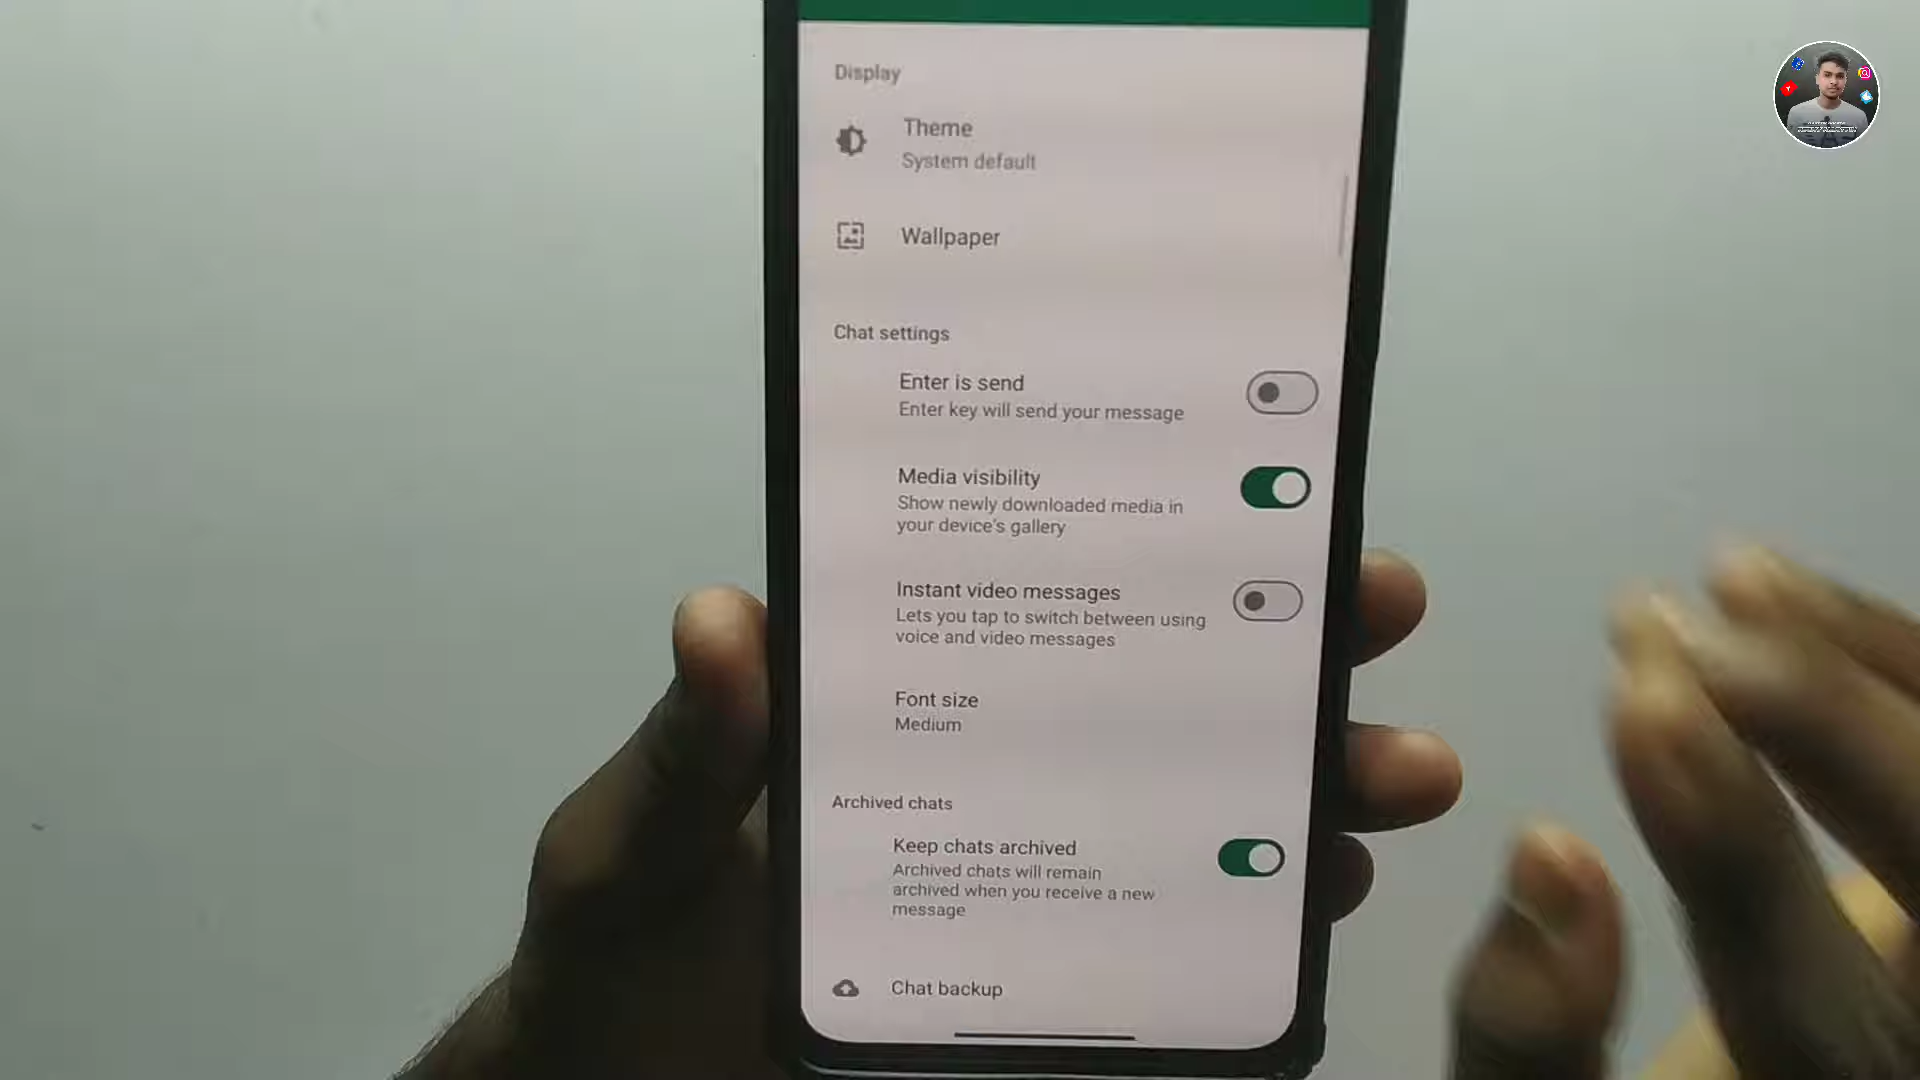 Display
Theme
System default
Wallpaper
Chat settings
Enter is send
Enter key will send your message
Media visibility
Show newly downloaded media in
your device's gallery
Instant video messages
Lets you tap to switch between using
voice and video messages
Font size
Medium
Archived chats
Keep chats archived
Archived chats will remain
archived when you receive a new
message
Chat backup